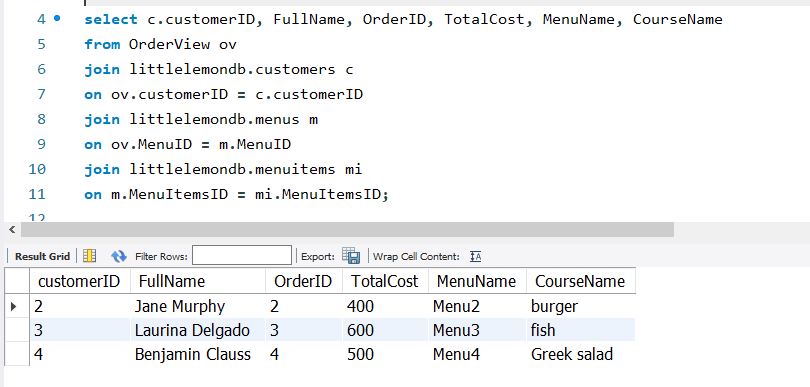 4 select c.customerID, FullName, OrderID, TotalCost, MenuName, CourseName
5 from OrderView ov
6 join littlelemondb.customers c
7 on ov.customerID = c.customerID
8 join littlelemondb.menus m
9 on ov.MenuID = m.MenuID
10 join littlelemondb.menuitems mi
11 on m.MenuItemsID = mi.MenuItemsID;
12
Result Grid Filter Rows: Export: Wrap Cell Content:
customerID FullName OrderID TotalCost MenuName CourseName
2 Jane Murphy 2 400 Menu2 burger
3 Laurina Delgado 3 600 Menu3 fish
4 Benjamin Clauss 4 500 Menu4 Greek salad